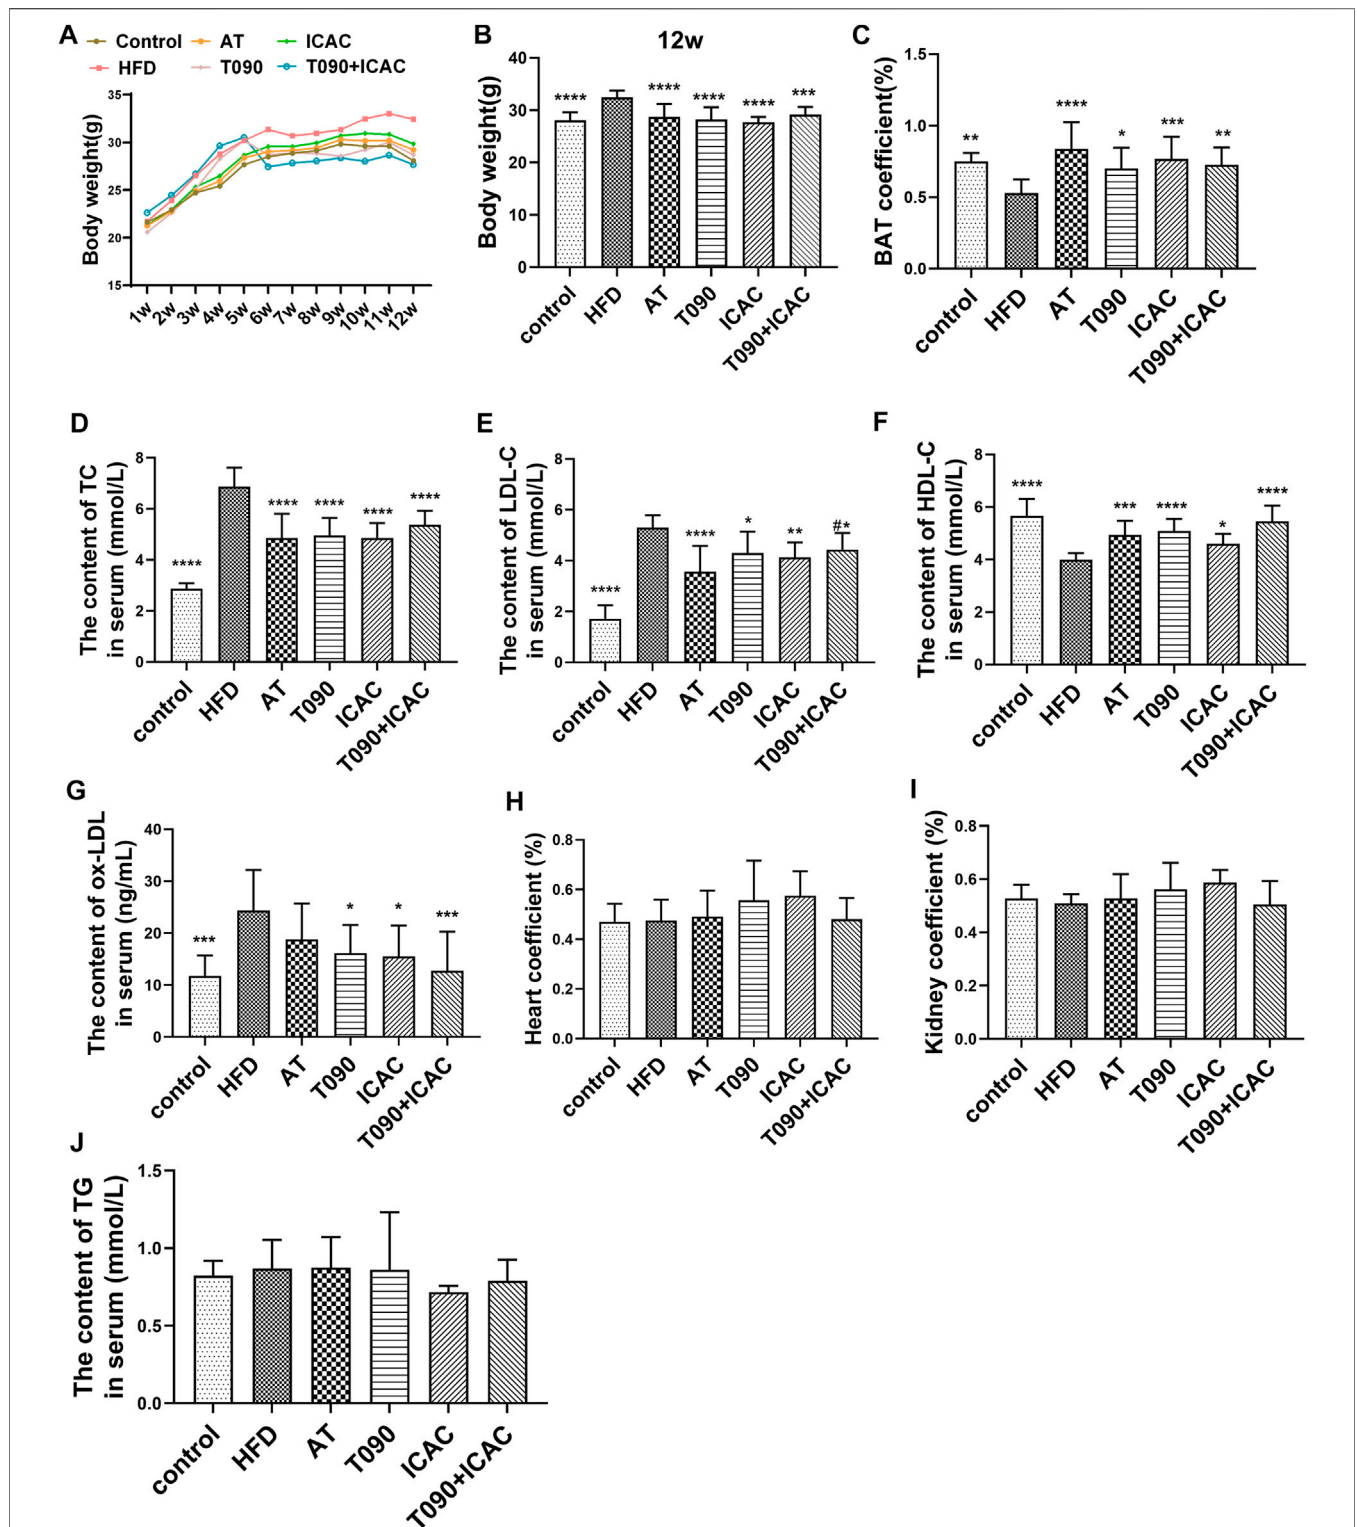 A
Control
AT
ICAC
HFD
T090
T090+ICAC
Body weight(g)
35
30
25
20
15
1w
2w
3w
4w
5w
6w
7w
8w
9w
10w
11w
12w
B
12w
Body weight(g)
40
30
20
10
0
****
****
****
****
***
control
HFD
AT
T090
ICAC
T090+ICAC
C
BAT coefficient(%)
1.5
1.0
0.5
0.0
**
****
*
***
**
control
HFD
AT
T090
ICAC
T090+ICAC
D
The content of TC
in serum (mmol/L)
8
6
4
2
0
****
****
****
****
****
control
HFD
AT
T090
ICAC
T090+ICAC
E
The content of LDL-C
in serum (mmol/L)
8
6
4
2
0
****
****
*
**
#*
control
HFD
AT
T090
ICAC
T090+ICAC
F
The content of HDL-C
in serum (mmol/L)
8
6
4
2
0
****
***
****
*
****
control
HFD
AT
T090
ICAC
T090+ICAC
G
The content of ox-LDL
in serum (ng/mL)
40
30
20
10
0
***
*
*
***
control
HFD
AT
T090
ICAC
T090+ICAC
H
Heart coefficient (%)
0.8
0.6
0.4
0.2
0.0
control
HFD
AT
T090
ICAC
T090+ICAC
I
Kidney coefficient (%)
0.8
0.6
0.4
0.2
0.0
control
HFD
AT
T090
ICAC
T090+ICAC
J
The content of TG
in serum (mmol/L)
1.5
1.0
0.5
0.0
control
HFD
AT
T090
ICAC
T090+ICAC